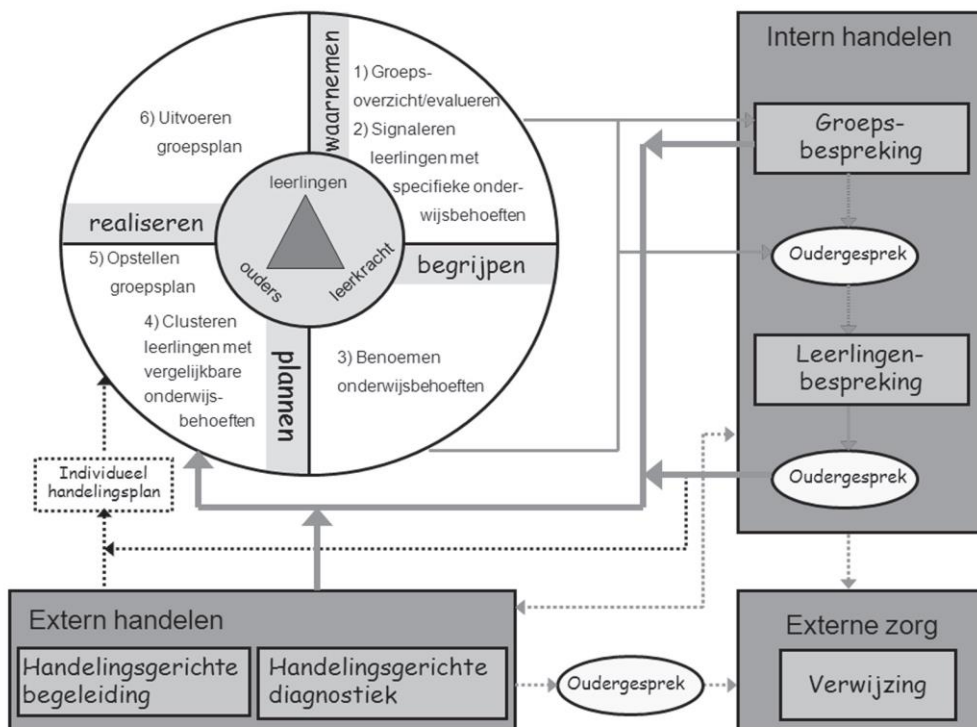 waarnemen
1) Groeps-
overzicht/evalueren
2) Signaleren
leerlingen met
specifieke onder-
wijsbehoeften
begrijpen
3) Benoemen
onderwijsbehoeften
plannen
4) Clusteren
leerlingen met
vergelijkbare
onderwijs-
behoeften
5) Opstellen
groepsplan
realiseren
6) Uitvoeren
groepsplan
leerlingen
ouders
leerkracht
Individueel
handelingsplan
Intern handelen
Groeps-
bespreking
Oudergesprek
Leerlingen-
bespreking
Oudergesprek
Extern handelen
Handelingsgerichte
begeleiding
Handelingsgerichte
diagnostiek
Oudergesprek
Externe zorg
Verwijzing